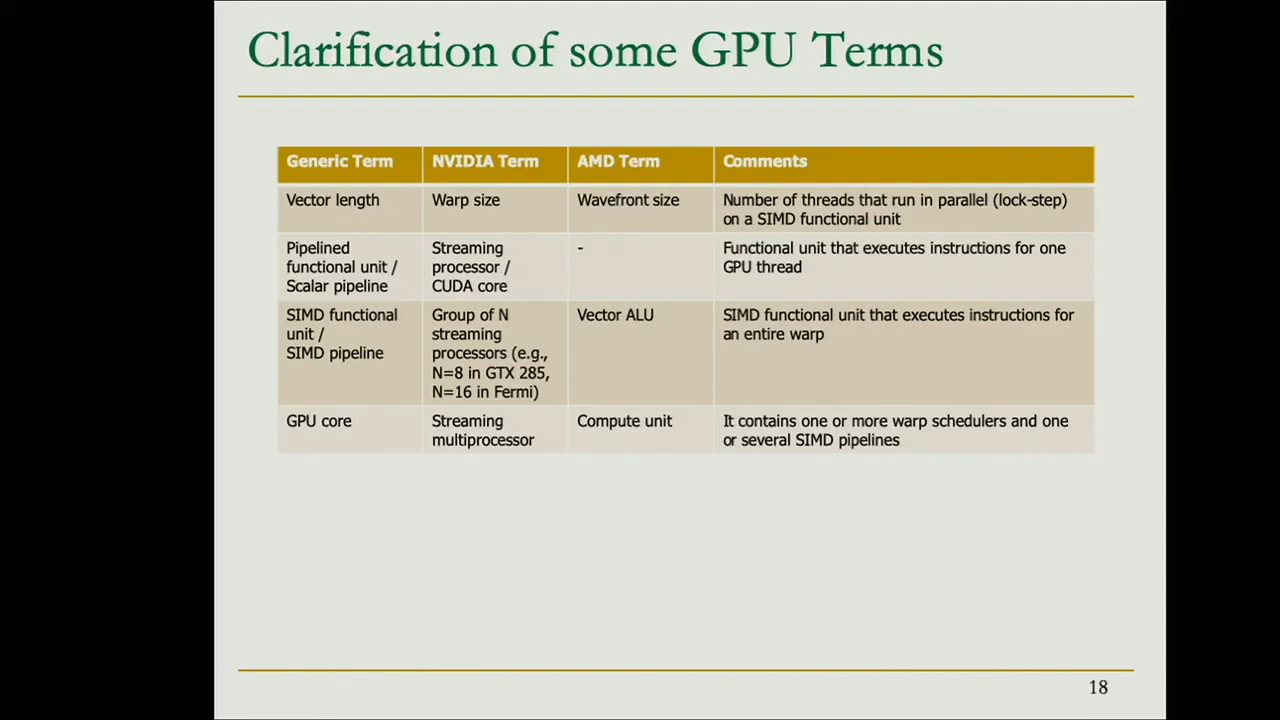 Clarification of some GPU Terms
Generic Term
NVIDIA Term
AMD Term
Comments
Vector length
Warp size
Wavefront size
Number of threads that run in parallel (lock-step)
on a SIMD functional unit
Pipelined
functional unit /
Scalar pipeline
Streaming
processor /
CUDA core
-
Functional unit that executes instructions for one
GPU thread
SIMD functional
unit /
SIMD pipeline
Group of N
streaming
processors (e.g.,
N=8 in GTX 285,
N=16 in Fermi)
Vector ALU
SIMD functional unit that executes instructions for
an entire warp
GPU core
Streaming
multiprocessor
Compute unit
It contains one or more warp schedulers and one
or several SIMD pipelines
18